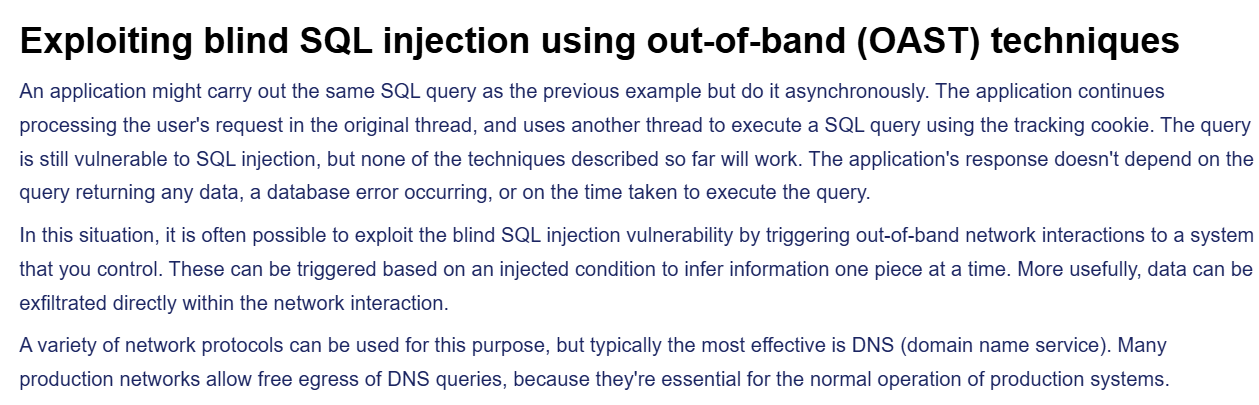 Exploiting blind SQL injection using out-of-band (OAST) techniques
An application might carry out the same SQL query as the previous example but do it asynchronously. The application continues
processing the user's request in the original thread, and uses another thread to execute a SQL query using the tracking cookie. The query
is still vulnerable to SQL injection, but none of the techniques described so far will work. The application's response doesn't depend on the
query returning any data, a database error occurring, or on the time taken to execute the query.
In this situation, it is often possible to exploit the blind SQL injection vulnerability by triggering out-of-band network interactions to a system
that you control. These can be triggered based on an injected condition to infer information one piece at a time. More usefully, data can be
exfiltrated directly within the network interaction.
A variety of network protocols can be used for this purpose, but typically the most effective is DNS (domain name service). Many
production networks allow free egress of DNS queries, because they're essential for the normal operation of production systems.